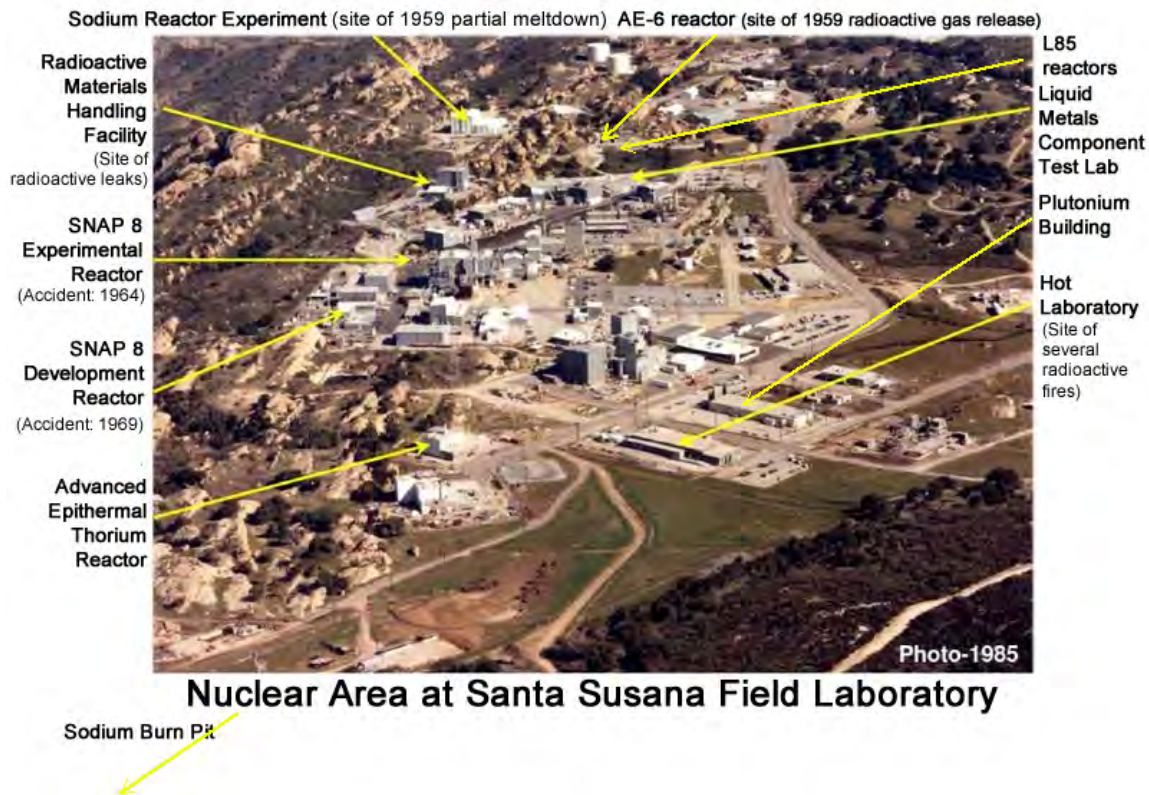 Sodium Reactor Experiment (site of 1959 partial meltdown)
AE-6 reactor (site of 1959 radioactive gas release)
Radioactive
Materials
Handling
Facility
(Site of
radioactive leaks)
SNAP 8
Experimental
Reactor
(Accident: 1964)
SNAP 8
Development
Reactor
(Accident: 1969)
Advanced
Epithermal
Thorium
Reactor
L85
reactors
Liquid
Metals
Component
Test Lab
Plutonium
Building
Hot
Laboratory
(Site of
several
radioactive
fires)
Photo-1985
Nuclear Area at Santa Susana Field Laboratory
Sodium Burn Pit